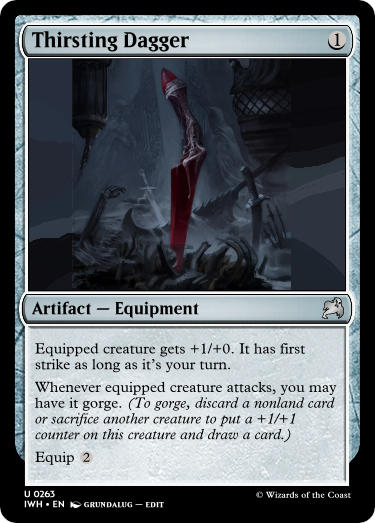 Thirsting Dagger 1
Artifact — Equipment
Equipped creature gets +1/+0. It has first
strike as long as it's your turn.
Whenever equipped creature attacks, you may
have it gorge. (To gorge, discard a nonland card
or sacrifice another creature to put a +1/+1
counter on this creature and draw a card.)
Equip 2
U 0263
IWH • EN GRUNDALUG — EDIT © Wizards of the Coast